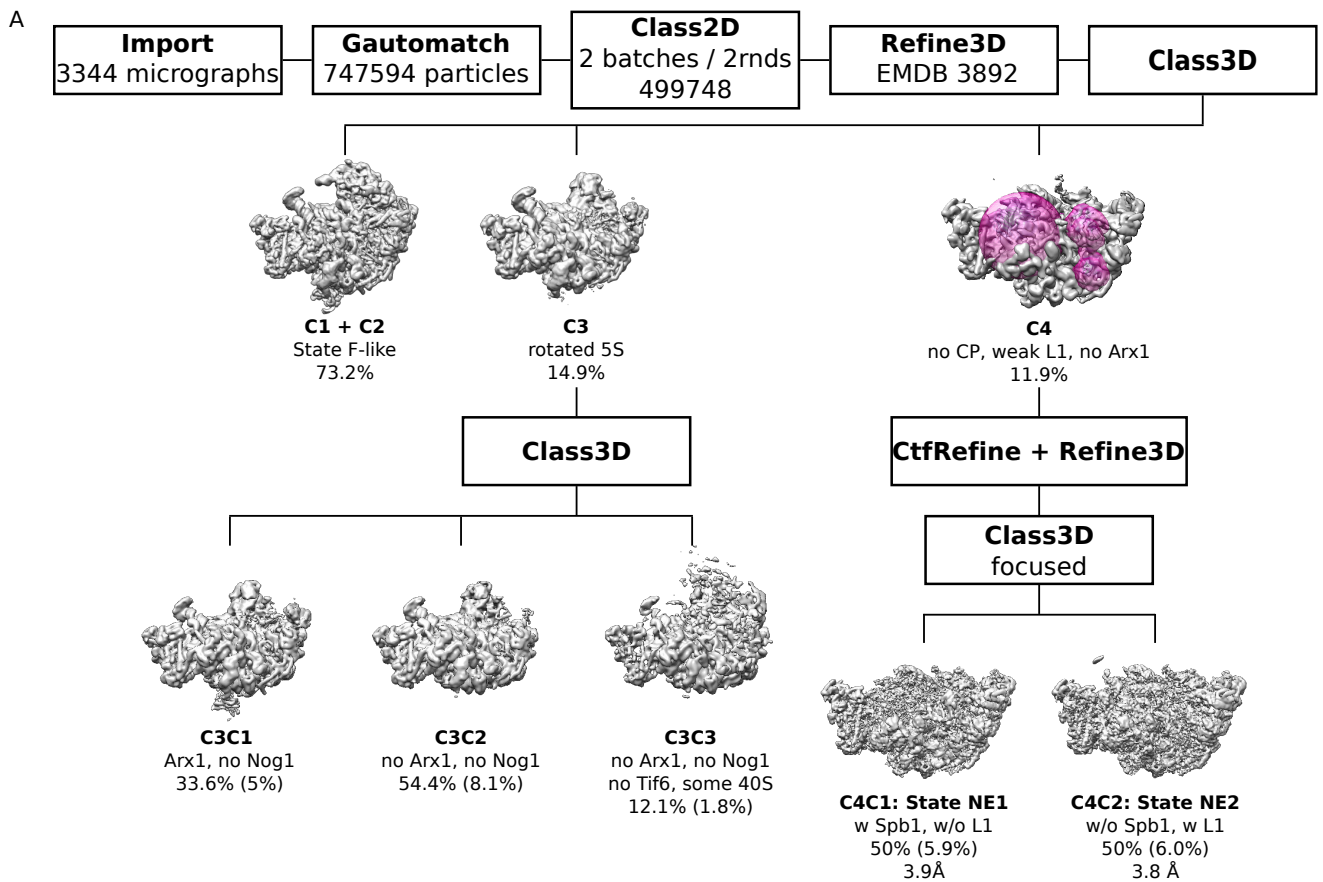 A
Import
3344 micrographs
Gautomatch
747594 particles
Class2D
2 batches / 2rnds
499748
Refine3D
EMDB 3892
Class3D
C1 + C2
State F-like
73.2%
C3
rotated 5S
14.9%
C4
no CP, weak L1, no Arx1
11.9%
Class3D
CtfRefine + Refine3D
Class3D
focused
C3C1
Arx1, no Nog1
33.6% (5%)
C3C2
no Arx1, no Nog1
54.4% (8.1%)
C3C3
no Arx1, no Nog1
no Tif6, some 40S
12.1% (1.8%)
C4C1: State NE1
w Spb1, w/o L1
50% (5.9%)
3.9Å
C4C2: State NE2
w/o Spb1, w L1
50% (6.0%)
3.8 Å